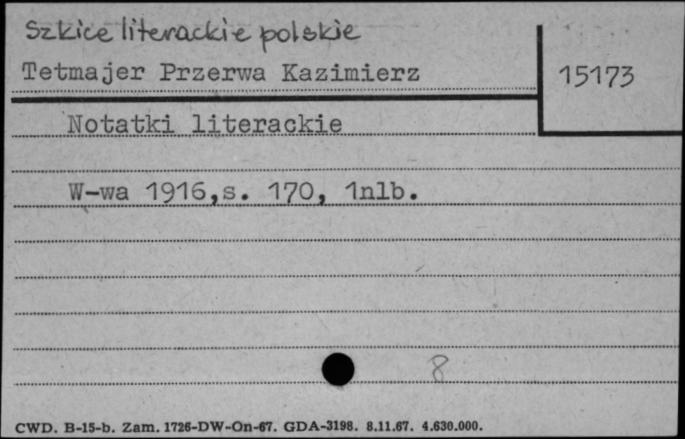 Szkice literackie polskie
Tetmajer Przerwa Kazimierz
15173
Notatki literackie
W-wa 1916,s. 170, 1nlb.
8
CWD. B-15-b. Zam. 1726-DW-On-67. GDA-3198. 8.11.67. 4.630.000.